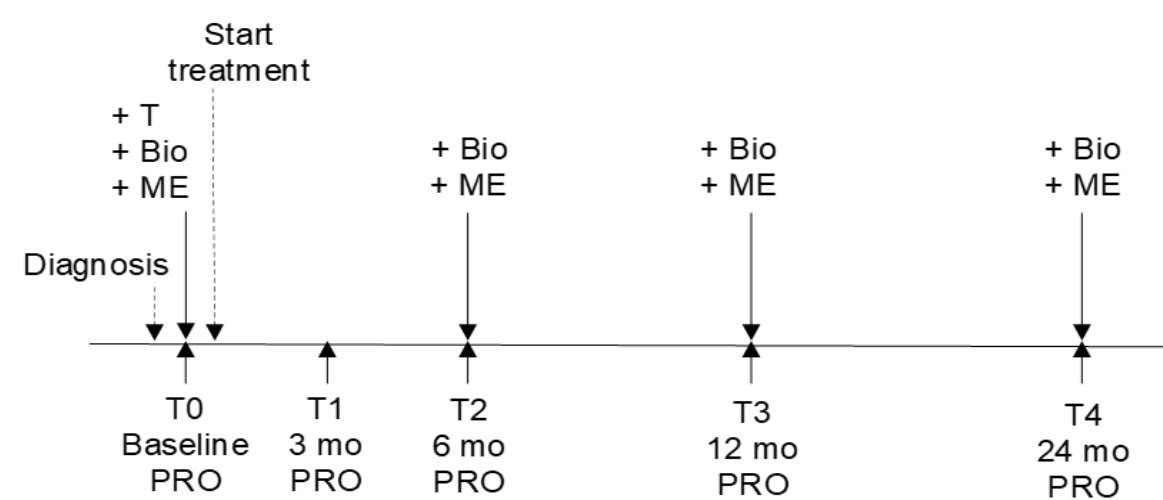 Start
treatment
+ T
+ Bio
+ ME
+ Bio
+ ME
+ Bio
+ ME
+ Bio
+ ME
Diagnosis
T0
Baseline
PRO
T1
3 mo
PRO
T2
6 mo
PRO
T3
12 mo
PRO
T4
24 mo
PRO